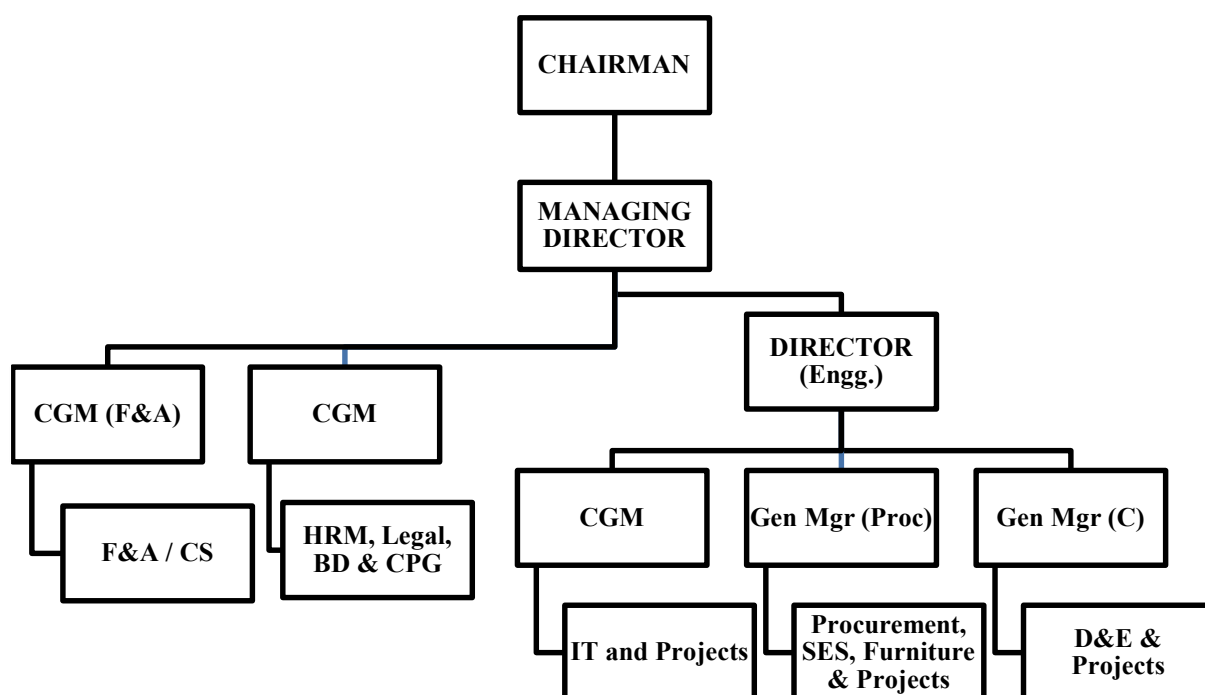 CHAIRMAN
MANAGING
DIRECTOR
DIRECTOR
(Engg.)
CGM (F&A)
CGM
F&A / CS
HRM, Legal,
BD & CPG
CGM
Gen Mgr (Proc)
Gen Mgr (C)
IT and Projects
Procurement,
SES, Furniture
& Projects
D&E &
Projects